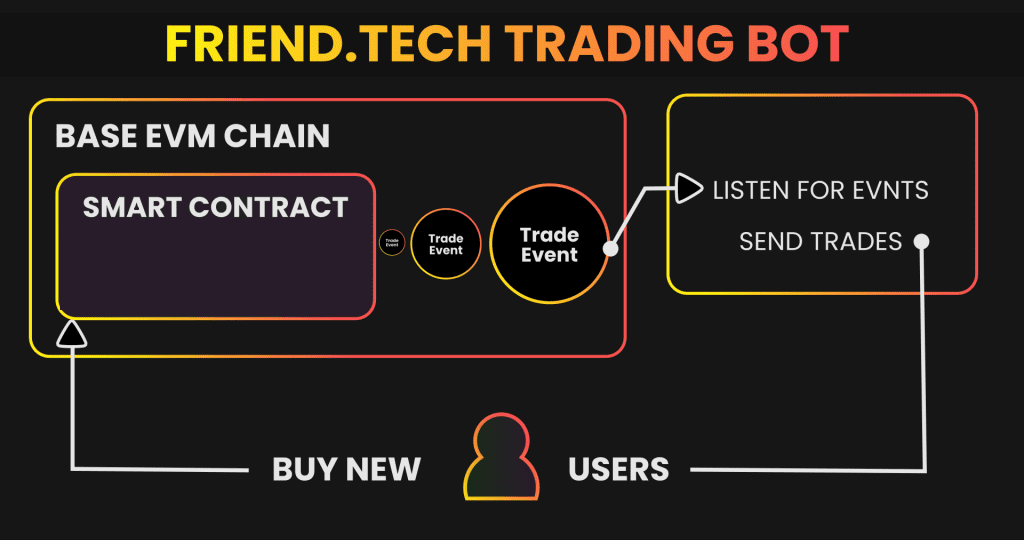 FRIEND.TECH TRADING BOT
BASE EVM CHAIN
SMART CONTRACT
Trade
Event
Trade
Event
Trade
Event
LISTEN FOR EVNTS
SEND TRADES
BUY NEW
USERS